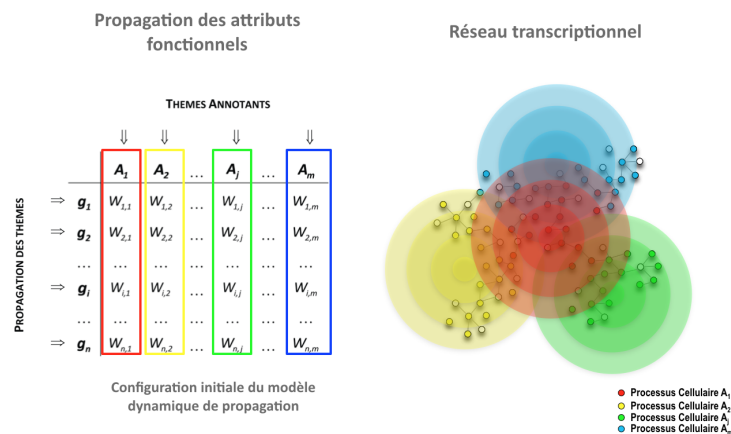 Propagation des attributs
fonctionnels
Réseau transcriptionnel
THEMES ANNOTANTS
⇓ ⇓ ⇓ ⇓
A1 A2 ... Aj ... Am
PROPAGATION DES THEMES
⇒ g1 W1,1 W1,2 ... W1,j ... W1,m
⇒ g2 W2,1 W2,2 ... W2,j ... W2,m
... ... ... ... ... ... ...
⇒ gi Wi,1 Wi,2 ... Wi,j ... Wi,m
... ... ... ... ... ... ...
⇒ gn Wn,1 Wn,2 ... Wn,j ... Wn,m
Configuration initiale du modèle
dynamique de propagation
Processus Cellulaire A1
Processus Cellulaire A2
Processus Cellulaire Aj
Processus Cellulaire Am